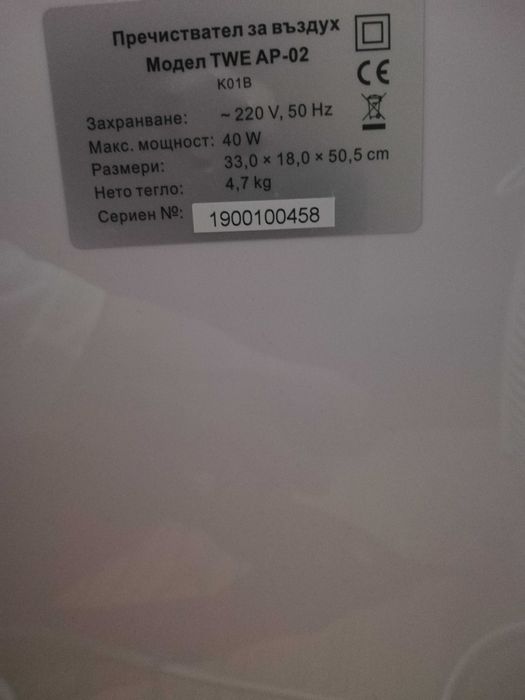 Пречиствател за въздух
Модел TWE AP-02
K01B
Захранване: ~ 220 V, 50 Hz
Макс. мощност: 40 W
Размери: 33,0 × 18,0 × 50,5 cm
Нето тегло: 4,7 kg
Сериен №: 1900100458
CE